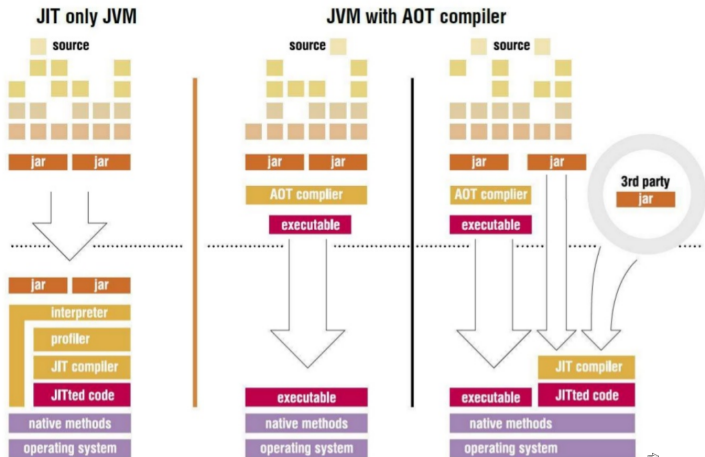 JIT only JVM
JVM with AOT compiler
source
source
source
jar jar
jar jar
jar jar
3rd party
jar
AOT complier
AOT complier
executable
executable
jar jar
interpreter
profiler
JIT compiler
JITted code
native methods
operating system
executable
native methods
operating system
JIT compiler
executable JITted code
native methods
operating system